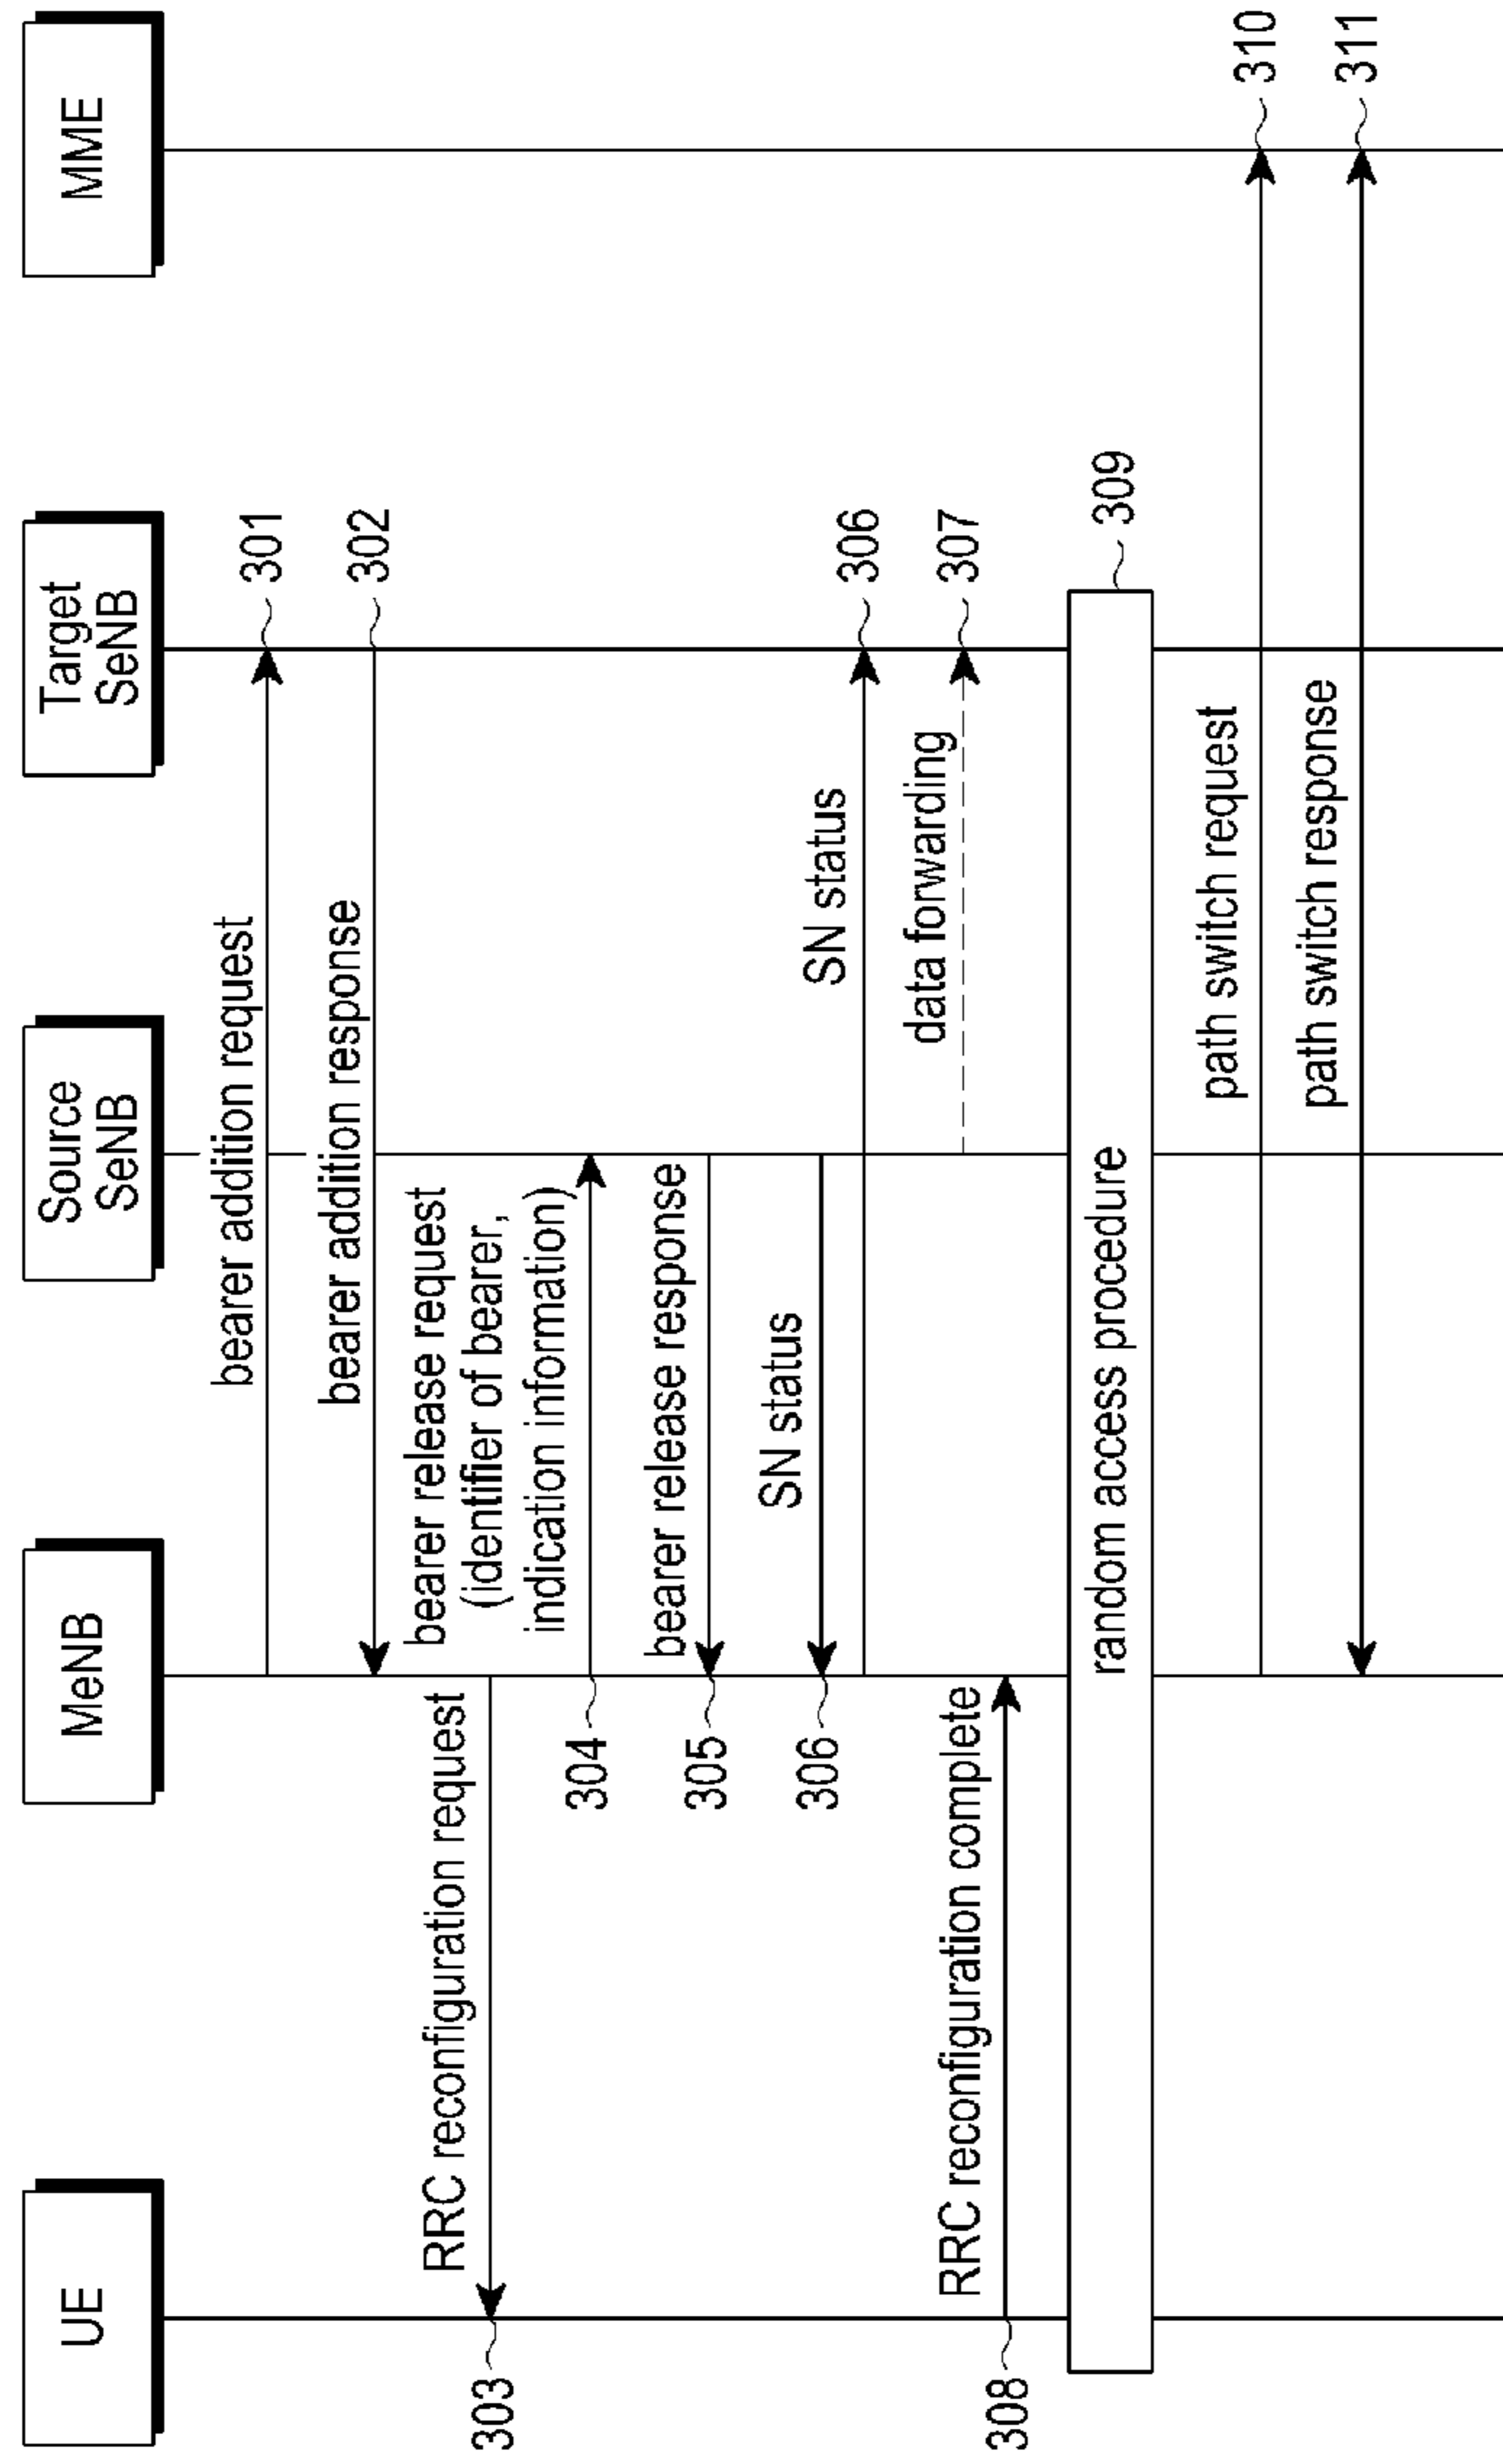 UE
MeNB
Source
SeNB
Target
SeNB
MME
bearer addition request
301
bearer addition response
302
RRC reconfiguration request
303
bearer release request
(identifier of bearer,
indication information)
304
bearer release response
305
SN status
306
SN status
306
data forwarding
307
RRC reconfiguration complete
308
random access procedure
309
path switch request
310
path switch response
311